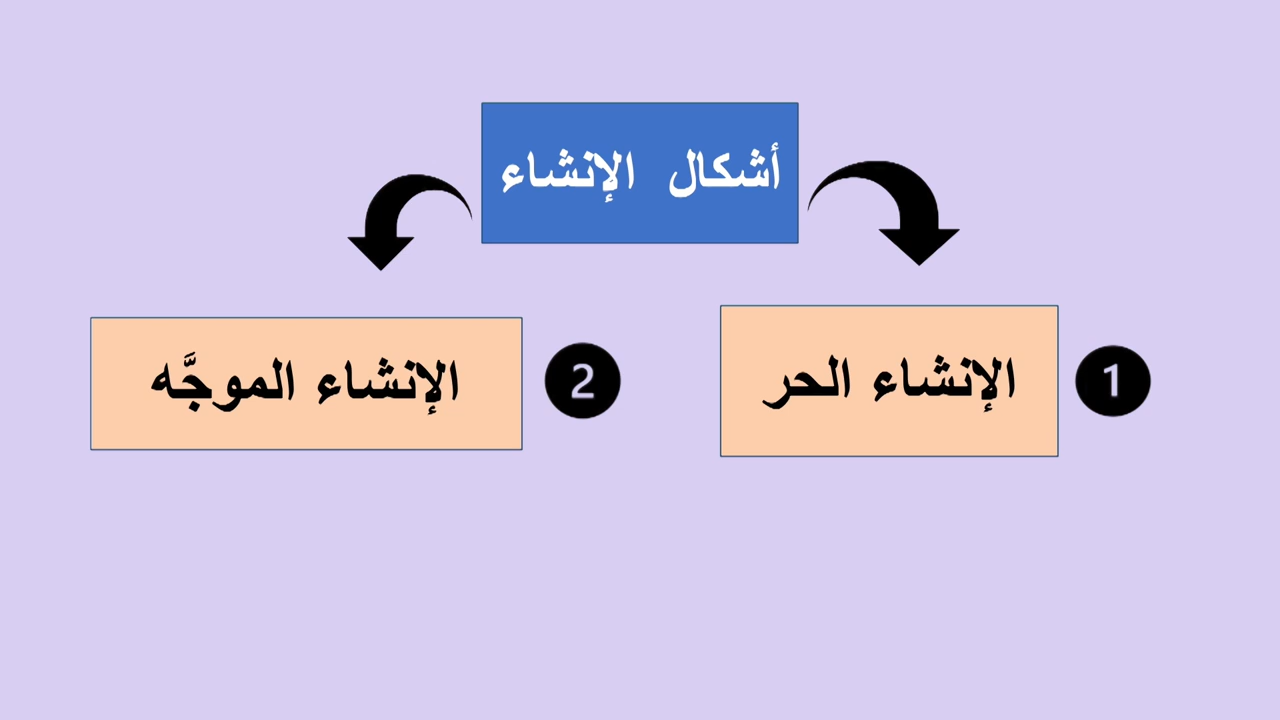 أشكال الإنشاء
1
الإنشاء الحر
2
الإنشاء الموجَّه